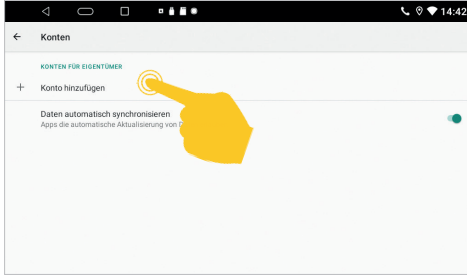 14:42
Konten
KONTEN FÜR EIGENTÜMER
Konto hinzufügen
Daten automatisch synchronisieren
Apps die automatische Aktualisierung von